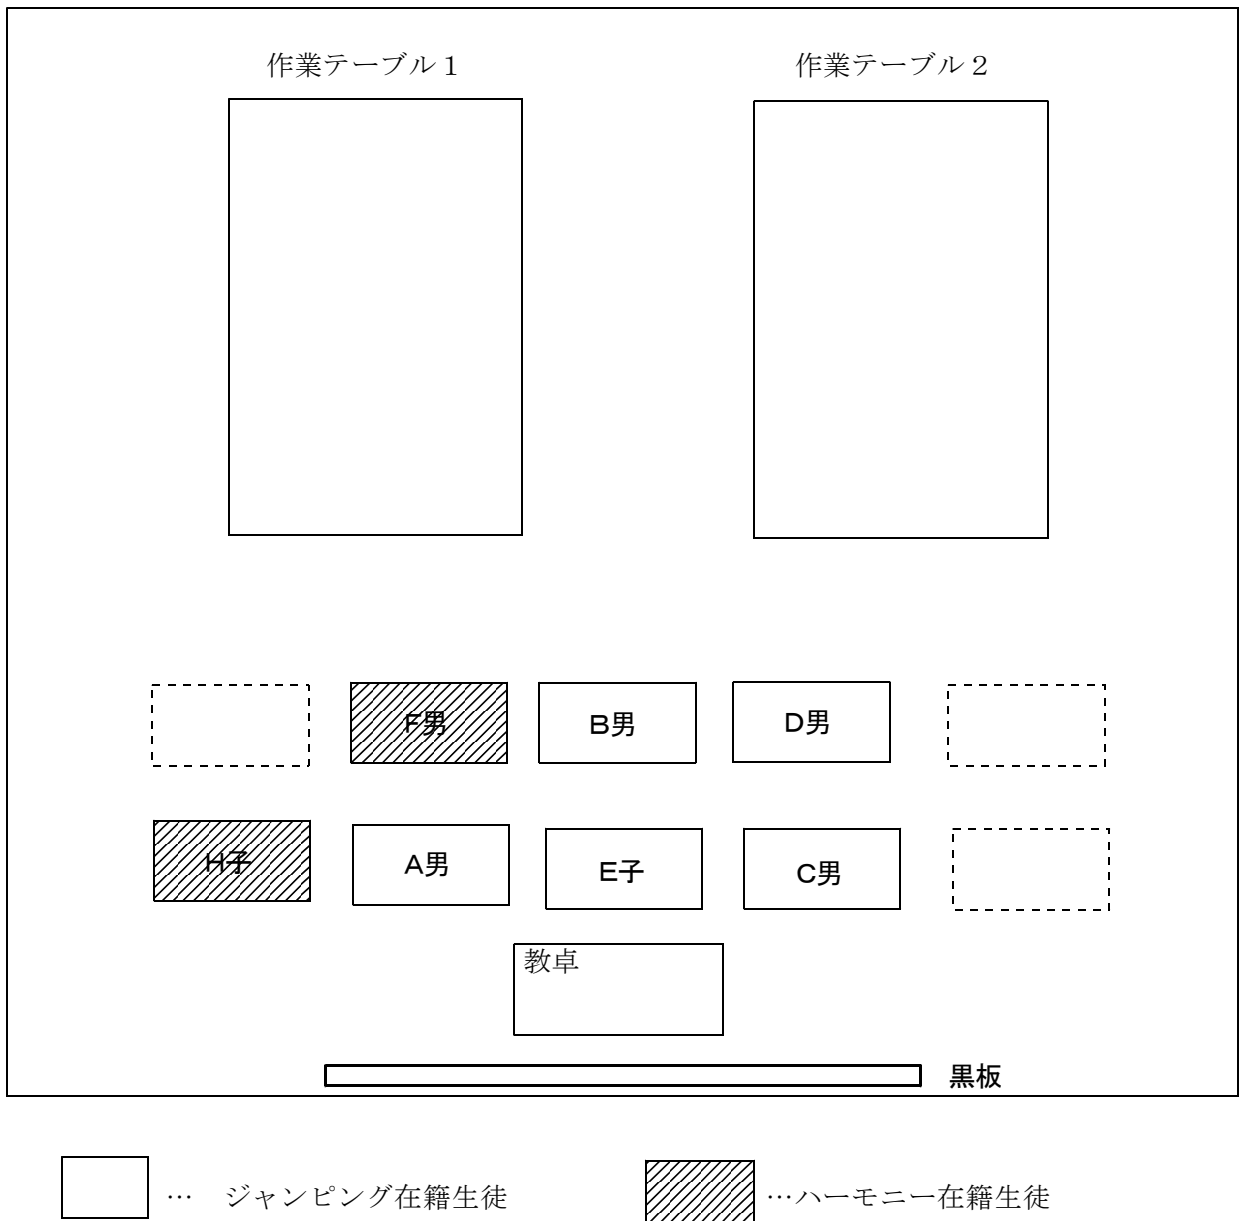 作業テーブル１
作業テーブル２
F男
B男
D男
H子
A男
E子
C男
教卓
黒板
… ジャンピング在籍生徒
…ハーモニー在籍生徒